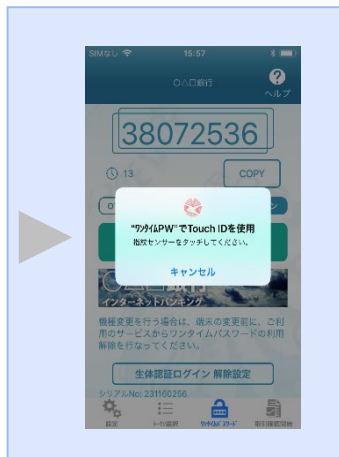 SIMなし 15:57
○△□銀行
ヘルプ
38072536
13 COPY
"ワンタイムPW"でTouch IDを使用
指紋センサーをタッチしてください。
キャンセル
○△□銀行
インターネットバンキング
機種変更を行う場合は、端末の変更前に、ご利
用のサービスからワンタイムパスワードの利用
解除を行なってください。
生体認証ログイン 解除設定
シリアルNo: 231160256
設定 トークン選択 ワンタイムパスワード 取引確認開始